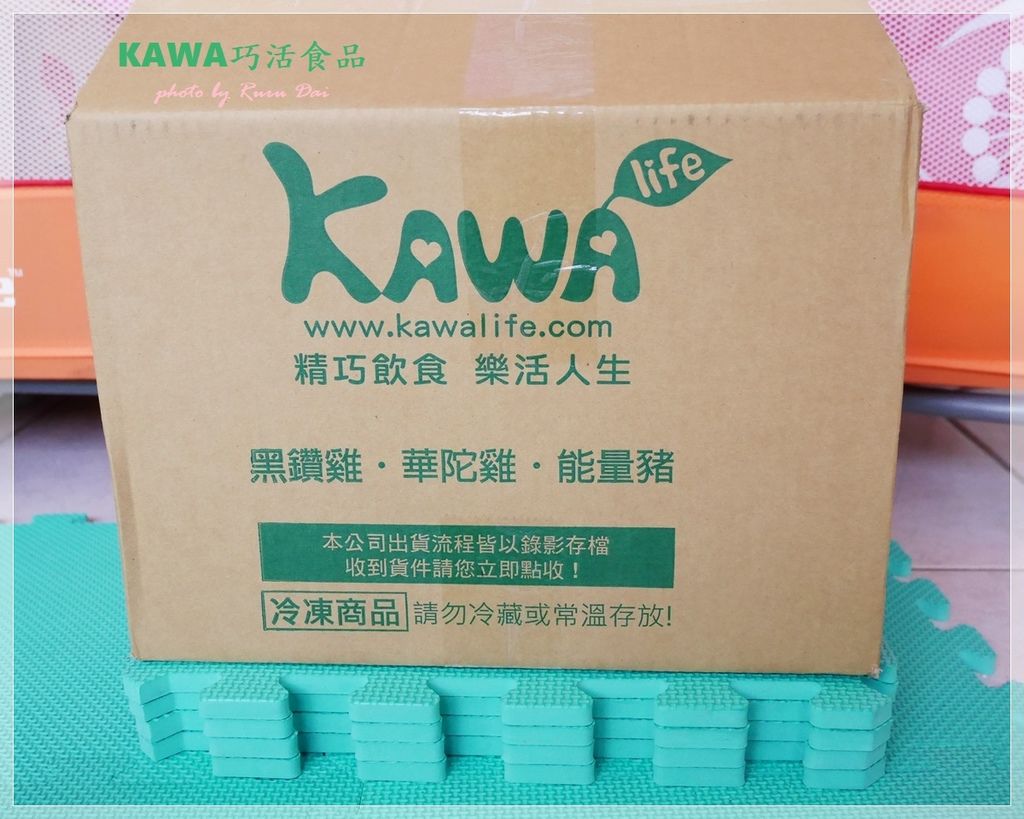 KAWA巧活食品
photo by Ruru Dai
KAWA life
www.kawalife.com
精巧飲食 樂活人生
黑鑽雞·華陀雞·能量豬
本公司出貨流程皆以錄影存檔
收到貨件請您立即點收！
冷凍商品 請勿冷藏或常溫存放!